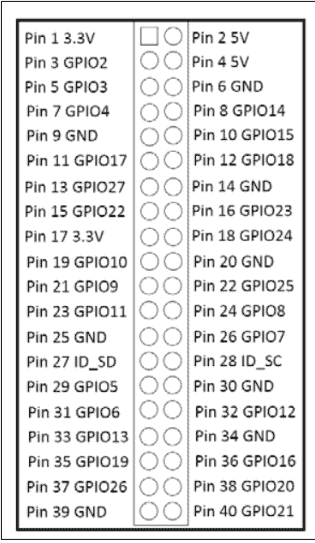 Pin 1 3.3V Pin 2 5V
Pin 3 GPIO2 Pin 4 5V
Pin 5 GPIO3 Pin 6 GND
Pin 7 GPIO4 Pin 8 GPIO14
Pin 9 GND Pin 10 GPIO15
Pin 11 GPIO17 Pin 12 GPIO18
Pin 13 GPIO27 Pin 14 GND
Pin 15 GPIO22 Pin 16 GPIO23
Pin 17 3.3V Pin 18 GPIO24
Pin 19 GPIO10 Pin 20 GND
Pin 21 GPIO9 Pin 22 GPIO25
Pin 23 GPIO11 Pin 24 GPIO8
Pin 25 GND Pin 26 GPIO7
Pin 27 ID_SD Pin 28 ID_SC
Pin 29 GPIO5 Pin 30 GND
Pin 31 GPIO6 Pin 32 GPIO12
Pin 33 GPIO13 Pin 34 GND
Pin 35 GPIO19 Pin 36 GPIO16
Pin 37 GPIO26 Pin 38 GPIO20
Pin 39 GND Pin 40 GPIO21